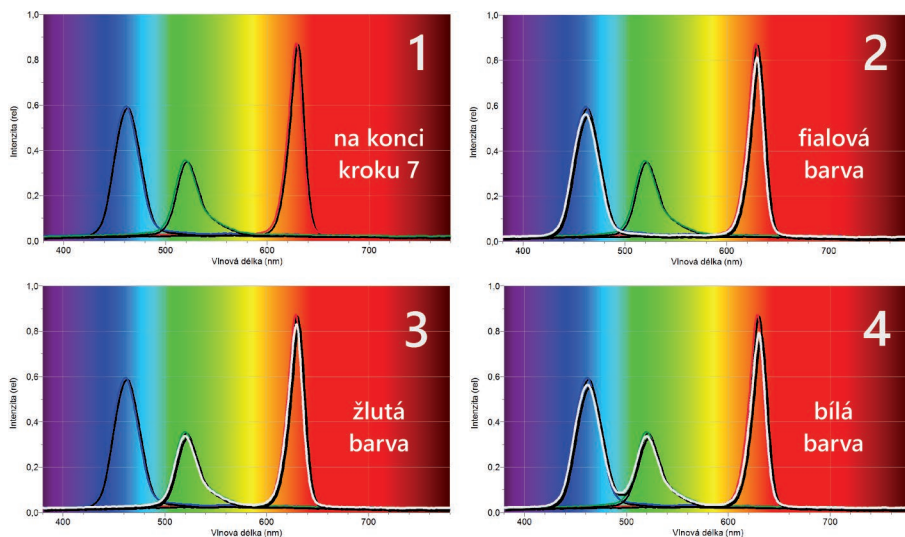 1,0
0,8
0,6
0,4
0,2
0,0
Intenzita (rel)
400
500
600
700
Vlnová délka (nm)
1
na konci
kroku 7
1,0
0,8
0,6
0,4
0,2
0,0
Intenzita (rel)
400
500
600
700
Vlnová délka (nm)
2
fialová
barva
1,0
0,8
0,6
0,4
0,2
0,0
Intenzita (rel)
400
500
600
700
Vlnová délka (nm)
3
žlutá
barva
1,0
0,8
0,6
0,4
0,2
0,0
Intenzita (rel)
400
500
600
700
Vlnová délka (nm)
4
bílá
barva